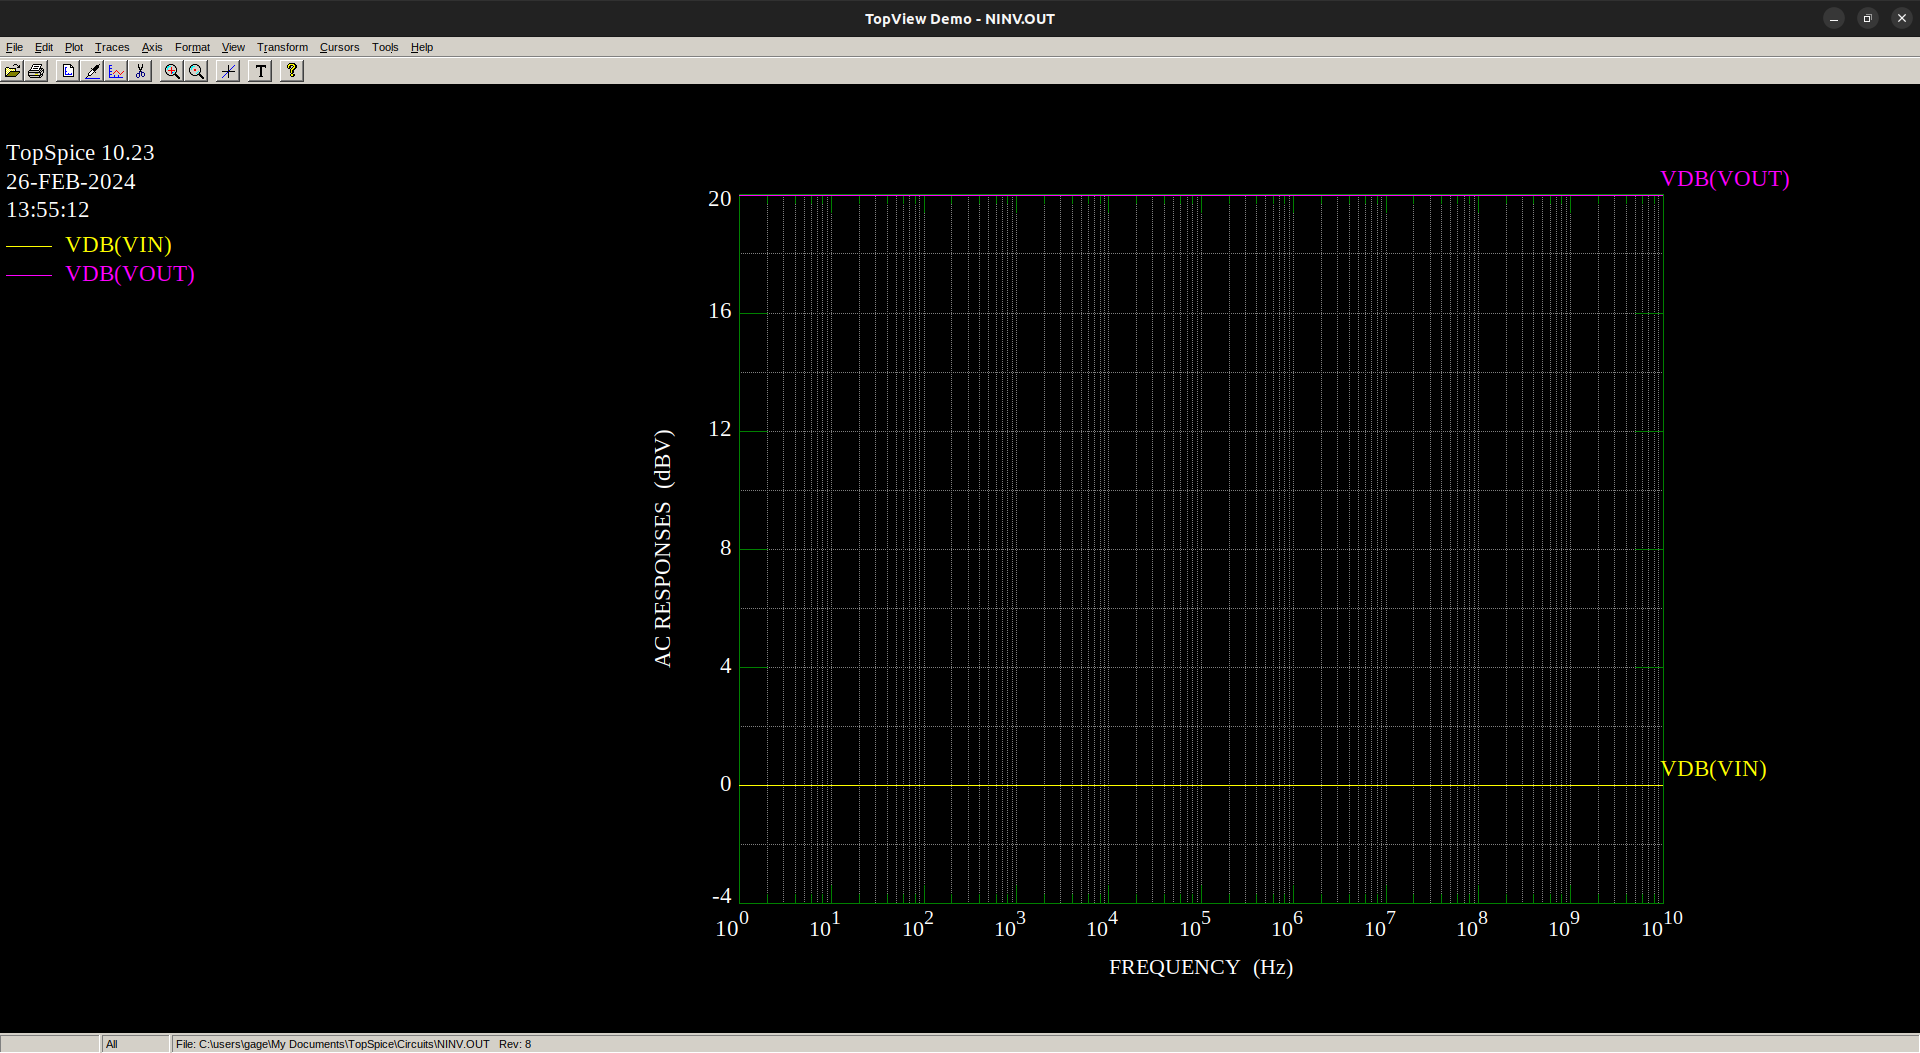 TopView Demo - NINV.OUT
File Edit Plot Traces Axis Format View Transform Cursors Tools Help
T ?
TopSpice 10.23
26-FEB-2024
13:55:12
VDB(VIN)
VDB(VOUT)
VDB(VOUT)
20
16
12
8
4
0
-4
AC RESPONSES (dBV)
VDB(VIN)
10^0 10^1 10^2 10^3 10^4 10^5 10^6 10^7 10^8 10^9 10^10
FREQUENCY (Hz)
All File: C:\users\gage\My Documents\TopSpice\Circuits\NINV.OUT Rev: 8